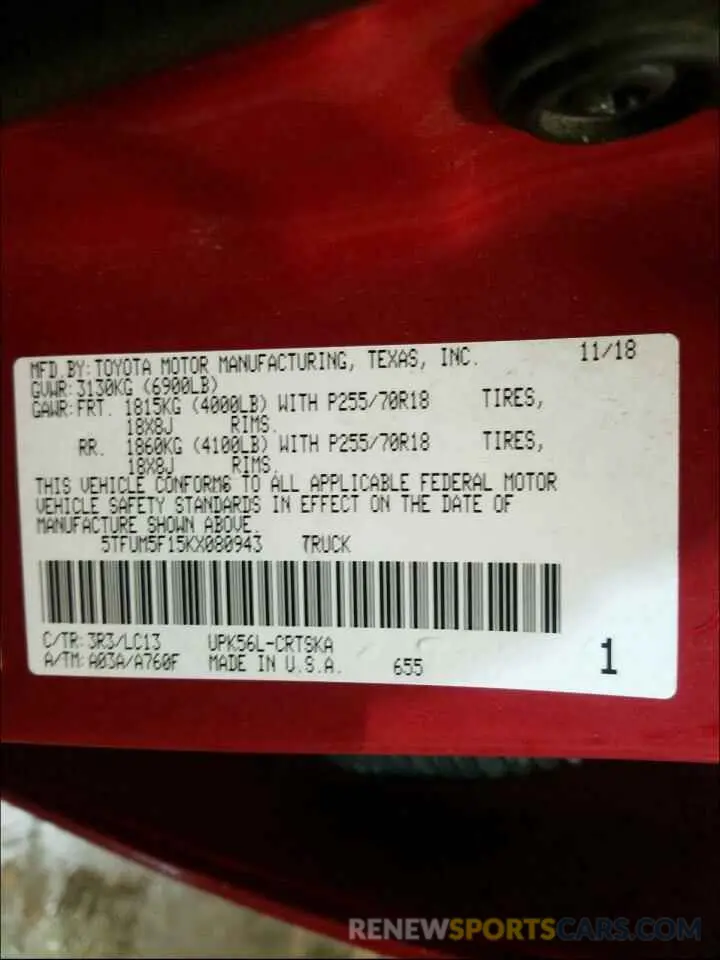 MFD.BY:TOYOTA MOTOR MANUFACTURING, TEXAS, INC. 11/18
GVWR:3130KG (6900LB)
GAWR:FRT. 1815KG (4000LB) WITH P255/70R18 TIRES,
18X8J RIMS.
RR. 1860KG (4100LB) WITH P255/70R18 TIRES,
18X8J RIMS.
THIS VEHICLE CONFORMS TO ALL APPLICABLE FEDERAL MOTOR
VEHICLE SAFETY STANDARDS IN EFFECT ON THE DATE OF
MANUFACTURE SHOWN ABOVE.
5TFUM5F15KX080943 TRUCK
C/TR:3R3/LC13 UPK56L-CRTSKA
A/TM:A03A/A760F MADE IN U.S.A. 655 1
RENEWSPORTSCARS.COM